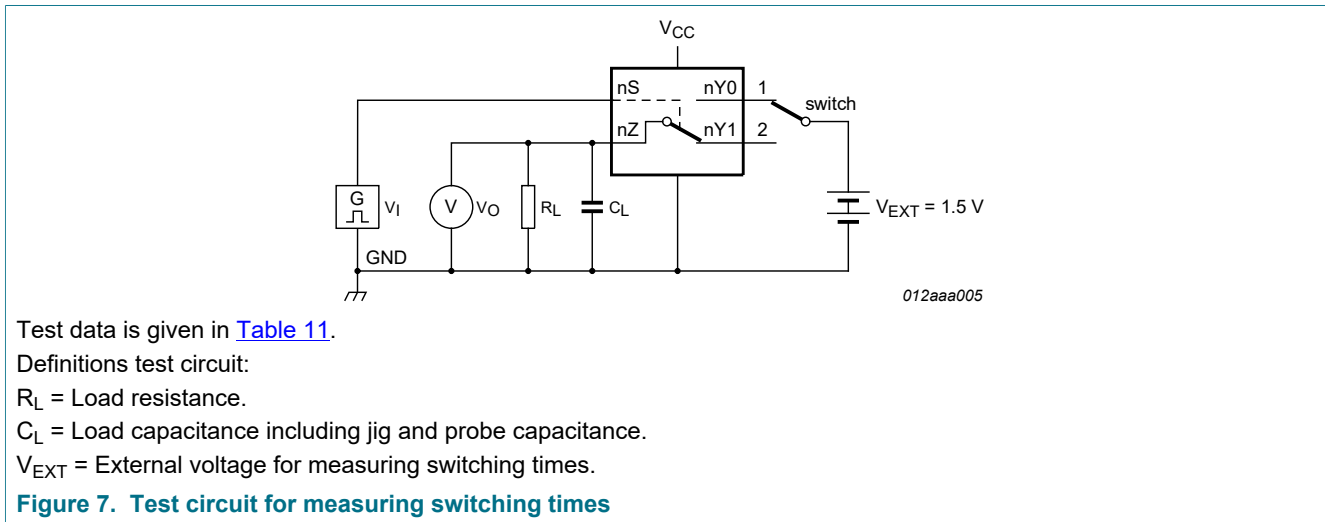 VCC
nS nY0 1
switch
nZ nY1 2
G VI V VO RL CL VEXT = 1.5 V
GND
012aaa005
Test data is given in Table 11.
Definitions test circuit:
RL = Load resistance.
CL = Load capacitance including jig and probe capacitance.
VEXT = External voltage for measuring switching times.
Figure 7. Test circuit for measuring switching times